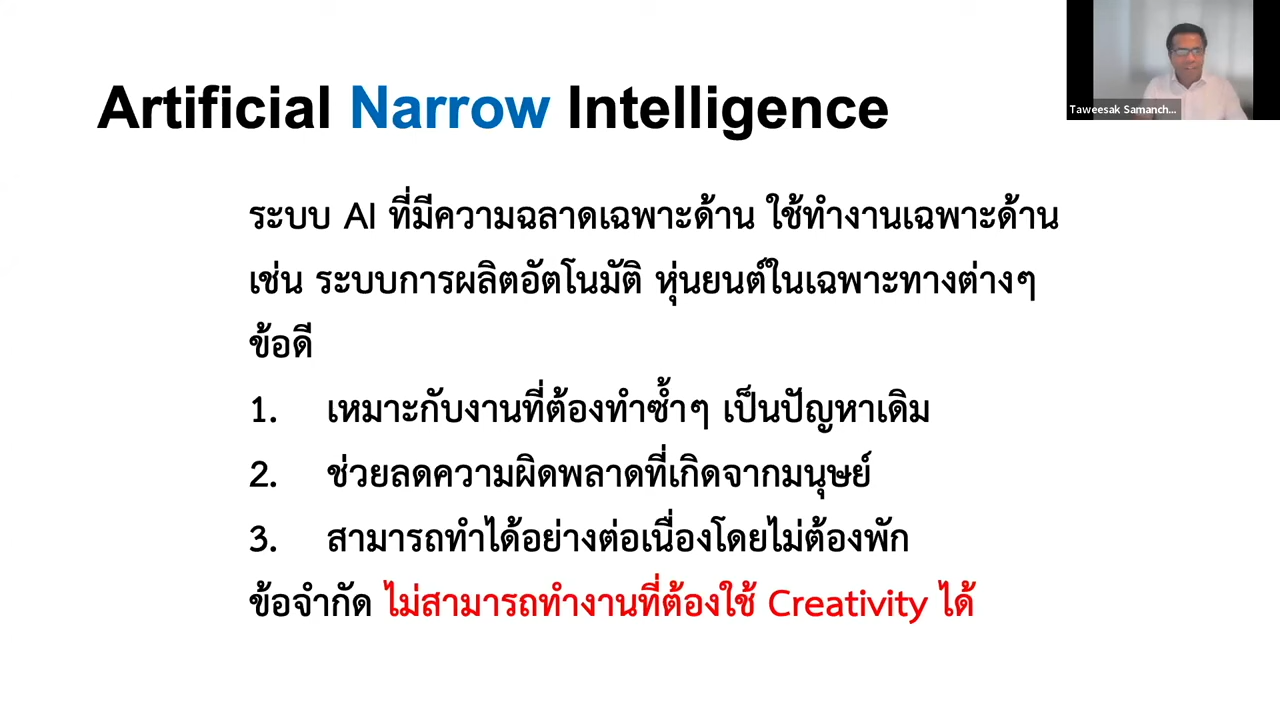 Artificial Narrow Intelligence
Taweesak Samanch...
ระบบ AI ที่มีความฉลาดเฉพาะด้าน ใช้ทำงานเฉพาะด้าน
เช่น ระบบการผลิตอัตโนมัติ หุ่นยนต์ในเฉพาะทางต่างๆ
ข้อดี
1. เหมาะกับงานที่ต้องทำซ้ำๆ เป็นปัญหาเดิม
2. ช่วยลดความผิดพลาดที่เกิดจากมนุษย์
3. สามารถทำได้อย่างต่อเนื่องโดยไม่ต้องพัก
ข้อจำกัด ไม่สามารถทำงานที่ต้องใช้ Creativity ได้